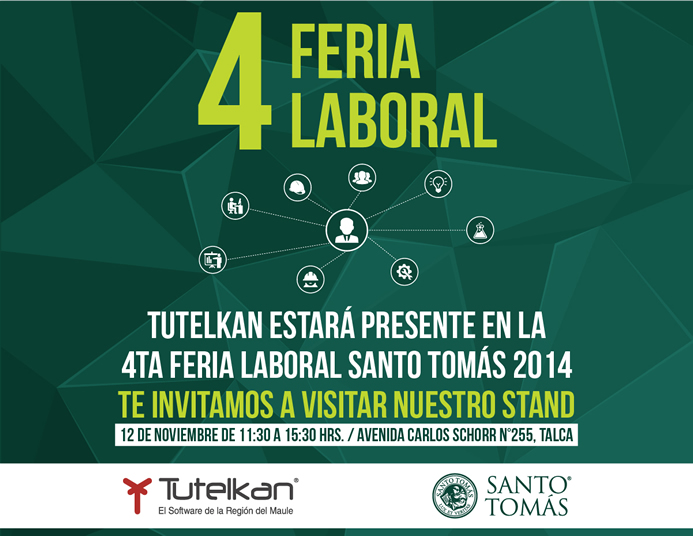 4 FERIA
LABORAL
TUTELKAN ESTARÁ PRESENTE EN LA
4TA FERIA LABORAL SANTO TOMÁS 2014
TE INVITAMOS A VISITAR NUESTRO STAND
12 DE NOVIEMBRE DE 11:30 A 15:30 HRS. / AVENIDA CARLOS SCHORR N°255, TALCA
Tutelkan®
El Software de la Región del Maule
SANTO TOMÁS
SANTO®
TOMÁS